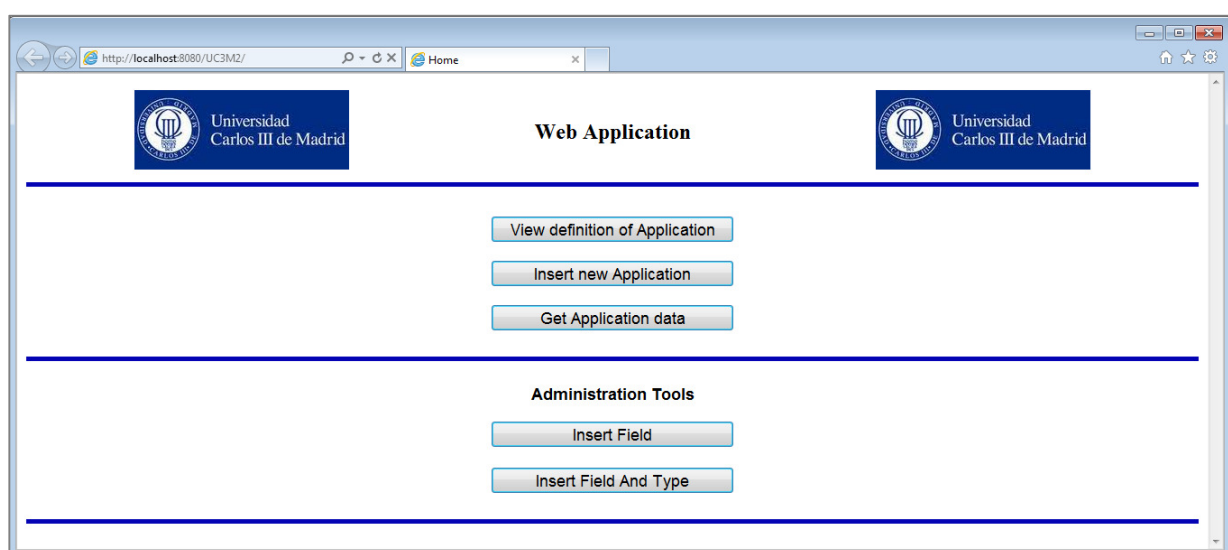 http://localhost:8080/UC3M2/
Home
Universidad
Carlos III de Madrid
Web Application
Universidad
Carlos III de Madrid
View definition of Application
Insert new Application
Get Application data
Administration Tools
Insert Field
Insert Field And Type